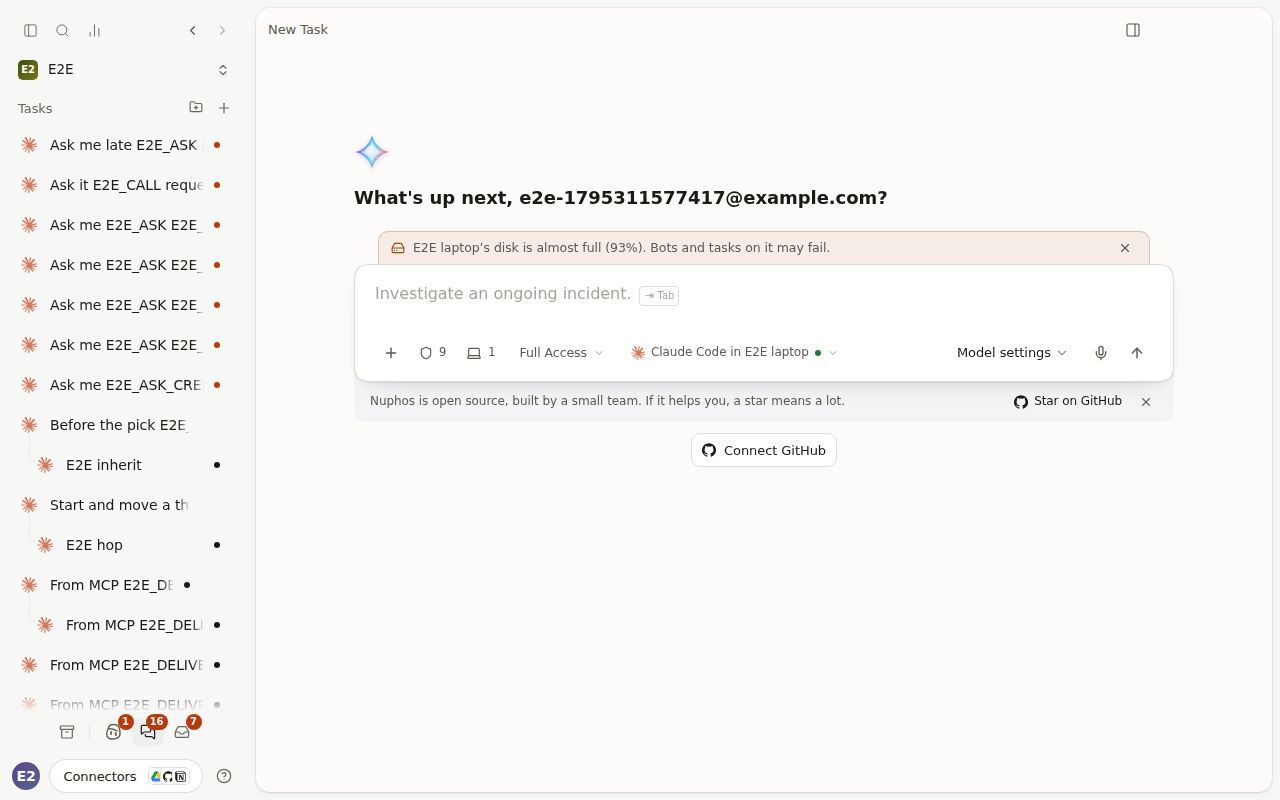 New Task
E2 E2E
Tasks
Ask me late E2E_ASK
Ask it E2E_CALL reque
Ask me E2E_ASK E2E_
Ask me E2E_ASK E2E_
Ask me E2E_ASK E2E_
Ask me E2E_ASK E2E_
Ask me E2E_ASK_CRE
Before the pick E2E_
E2E inherit
Start and move a th
E2E hop
From MCP E2E_DE
From MCP E2E_DELI
From MCP E2E_DELIVE
From MCP E2E_DELIVE
1 16 7
E2 Connectors
What's up next, e2e-1795311577417@example.com?
E2E laptop’s disk is almost full (93%). Bots and tasks on it may fail.
Investigate an ongoing incident. Tab
9 1 Full Access Claude Code in E2E laptop Model settings
Nuphos is open source, built by a small team. If it helps you, a star means a lot. Star on GitHub
Connect GitHub